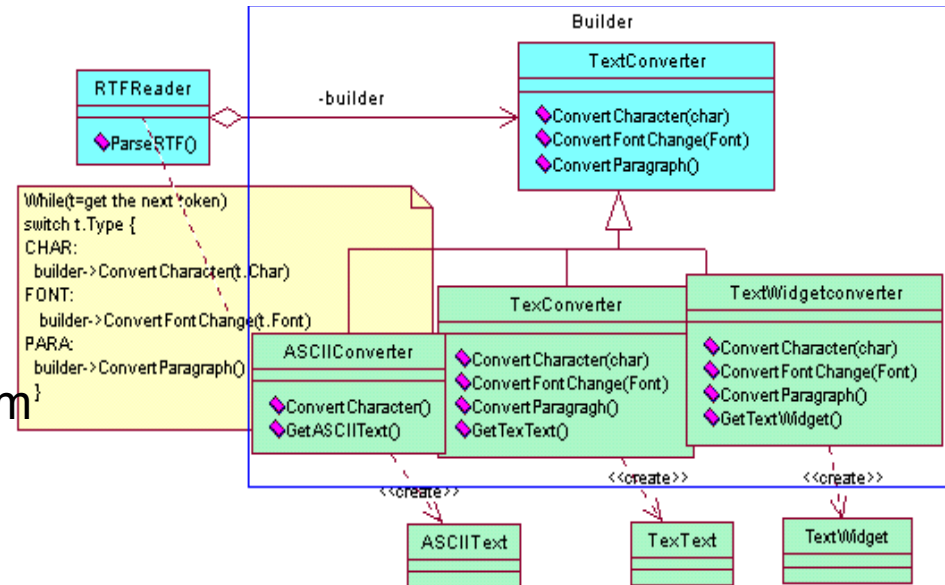 Builder
TextConverter
ConvertCharacter(char)
ConvertFontChange(Font)
ConvertParagraph()
RTFReader
ParseRTF()
-builder
While(t=get the next token)
switch t.Type {
CHAR:
builder->ConvertCharacter(t.Char)
FONT:
builder->ConvertFontChange(t.Font)
PARA:
builder->ConvertParagraph()
}
m
ASCIIConverter
ConvertCharacter()
GetASCIIText()
TexConverter
ConvertCharacter(char)
ConvertFontChange(Font)
ConvertParagragh()
GetTexText()
TextWidgetconverter
ConvertCharacter(char)
ConvertFontChange(Font)
ConvertParagraph()
GetTextWidget()
<<create>>
<<create>>
<<create>>
ASCIIText
TexText
TextWidget